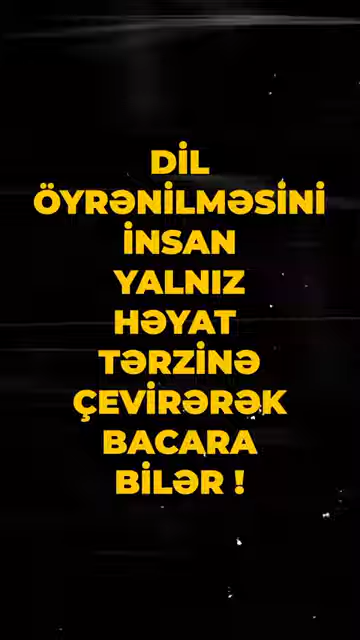 DİL
ÖYRƏNİLMƏSİNİ
İNSAN
YALNIZ
HƏYAT
TƏRZİNƏ
ÇEVİRƏRƏK
BACARA
BİLƏR !